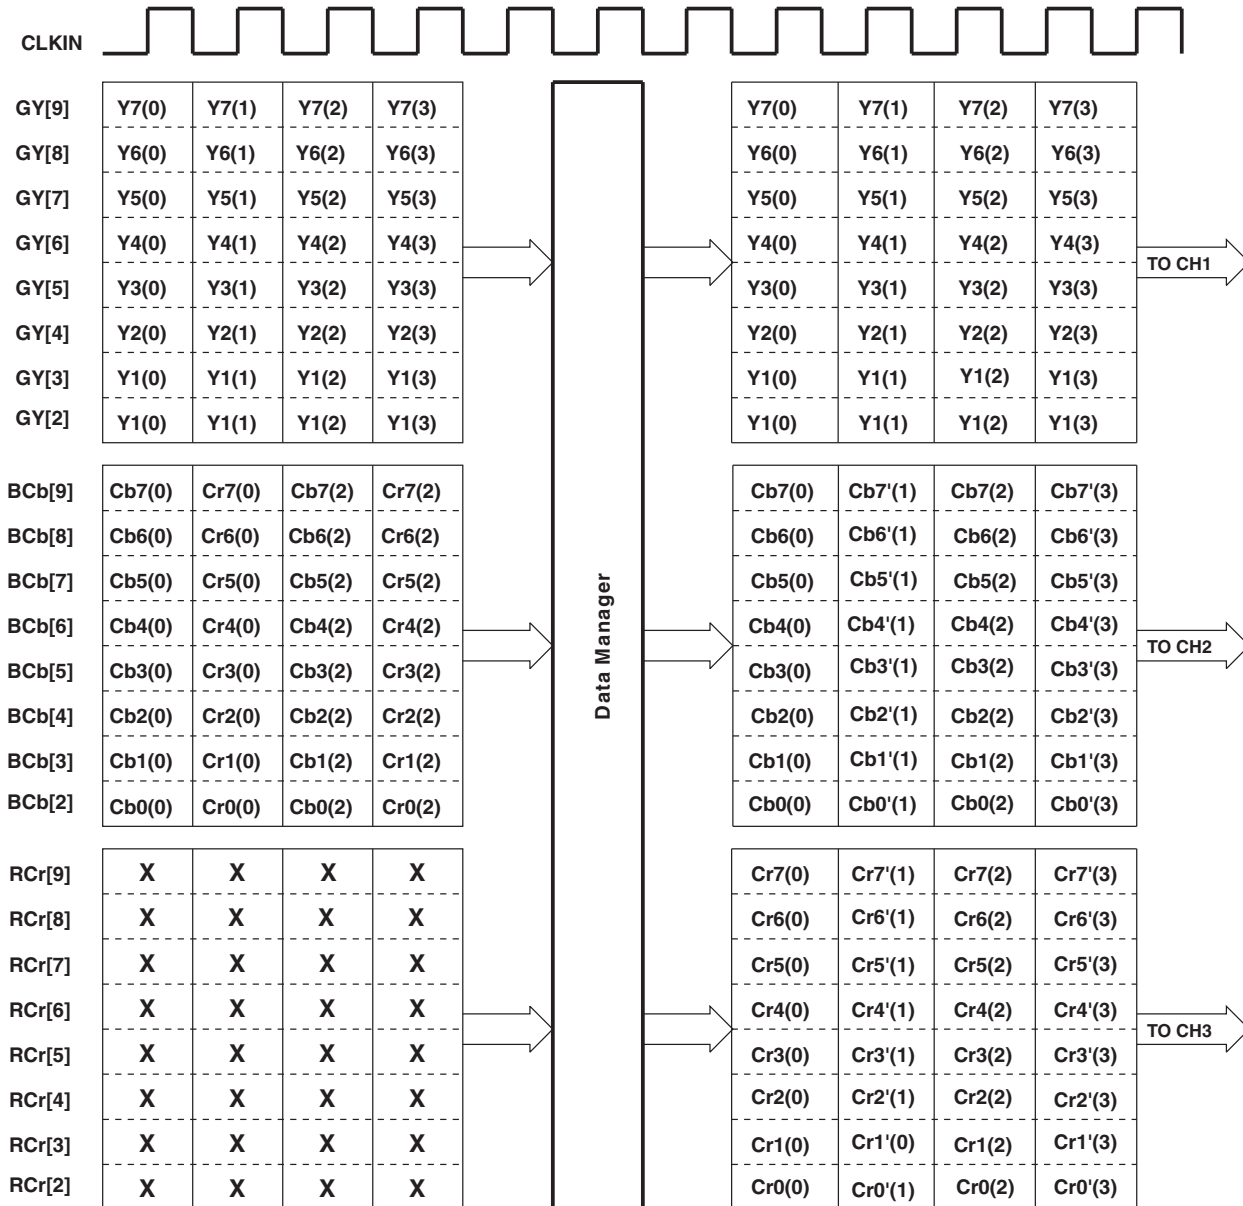 CLKIN
GY[9] Y7(0) Y7(1) Y7(2) Y7(3) Y7(0) Y7(1) Y7(2) Y7(3)
GY[8] Y6(0) Y6(1) Y6(2) Y6(3) Y6(0) Y6(1) Y6(2) Y6(3)
GY[7] Y5(0) Y5(1) Y5(2) Y5(3) Y5(0) Y5(1) Y5(2) Y5(3)
GY[6] Y4(0) Y4(1) Y4(2) Y4(3) Y4(0) Y4(1) Y4(2) Y4(3)
TO CH1
GY[5] Y3(0) Y3(1) Y3(2) Y3(3) Y3(0) Y3(1) Y3(2) Y3(3)
GY[4] Y2(0) Y2(1) Y2(2) Y2(3) Y2(0) Y2(1) Y2(2) Y2(3)
GY[3] Y1(0) Y1(1) Y1(2) Y1(3) Y1(0) Y1(1) Y1(2) Y1(3)
GY[2] Y1(0) Y1(1) Y1(2) Y1(3) Y1(0) Y1(1) Y1(2) Y1(3)
BCb[9] Cb7(0) Cr7(0) Cb7(2) Cr7(2) Cb7(0) Cb7'(1) Cb7(2) Cb7'(3)
BCb[8] Cb6(0) Cr6(0) Cb6(2) Cr6(2) Cb6(0) Cb6'(1) Cb6(2) Cb6'(3)
BCb[7] Cb5(0) Cr5(0) Cb5(2) Cr5(2) Cb5(0) Cb5'(1) Cb5(2) Cb5'(3)
BCb[6] Cb4(0) Cr4(0) Cb4(2) Cr4(2) Cb4(0) Cb4'(1) Cb4(2) Cb4'(3)
Data Manager
TO CH2
BCb[5] Cb3(0) Cr3(0) Cb3(2) Cr3(2) Cb3(0) Cb3'(1) Cb3(2) Cb3'(3)
BCb[4] Cb2(0) Cr2(0) Cb2(2) Cr2(2) Cb2(0) Cb2'(1) Cb2(2) Cb2'(3)
BCb[3] Cb1(0) Cr1(0) Cb1(2) Cr1(2) Cb1(0) Cb1'(1) Cb1(2) Cb1'(3)
BCb[2] Cb0(0) Cr0(0) Cb0(2) Cr0(2) Cb0(0) Cb0'(1) Cb0(2) Cb0'(3)
RCr[9] X X X X Cr7(0) Cr7'(1) Cr7(2) Cr7'(3)
RCr[8] X X X X Cr6(0) Cr6'(1) Cr6(2) Cr6'(3)
RCr[7] X X X X Cr5(0) Cr5'(1) Cr5(2) Cr5'(3)
RCr[6] X X X X Cr4(0) Cr4'(1) Cr4(2) Cr4'(3)
TO CH3
RCr[5] X X X X Cr3(0) Cr3'(1) Cr3(2) Cr3'(3)
RCr[4] X X X X Cr2(0) Cr2'(1) Cr2(2) Cr2'(3)
RCr[3] X X X X Cr1(0) Cr1'(0) Cr1(2) Cr1'(3)
RCr[2] X X X X Cr0(0) Cr0'(1) Cr0(2) Cr0'(3)